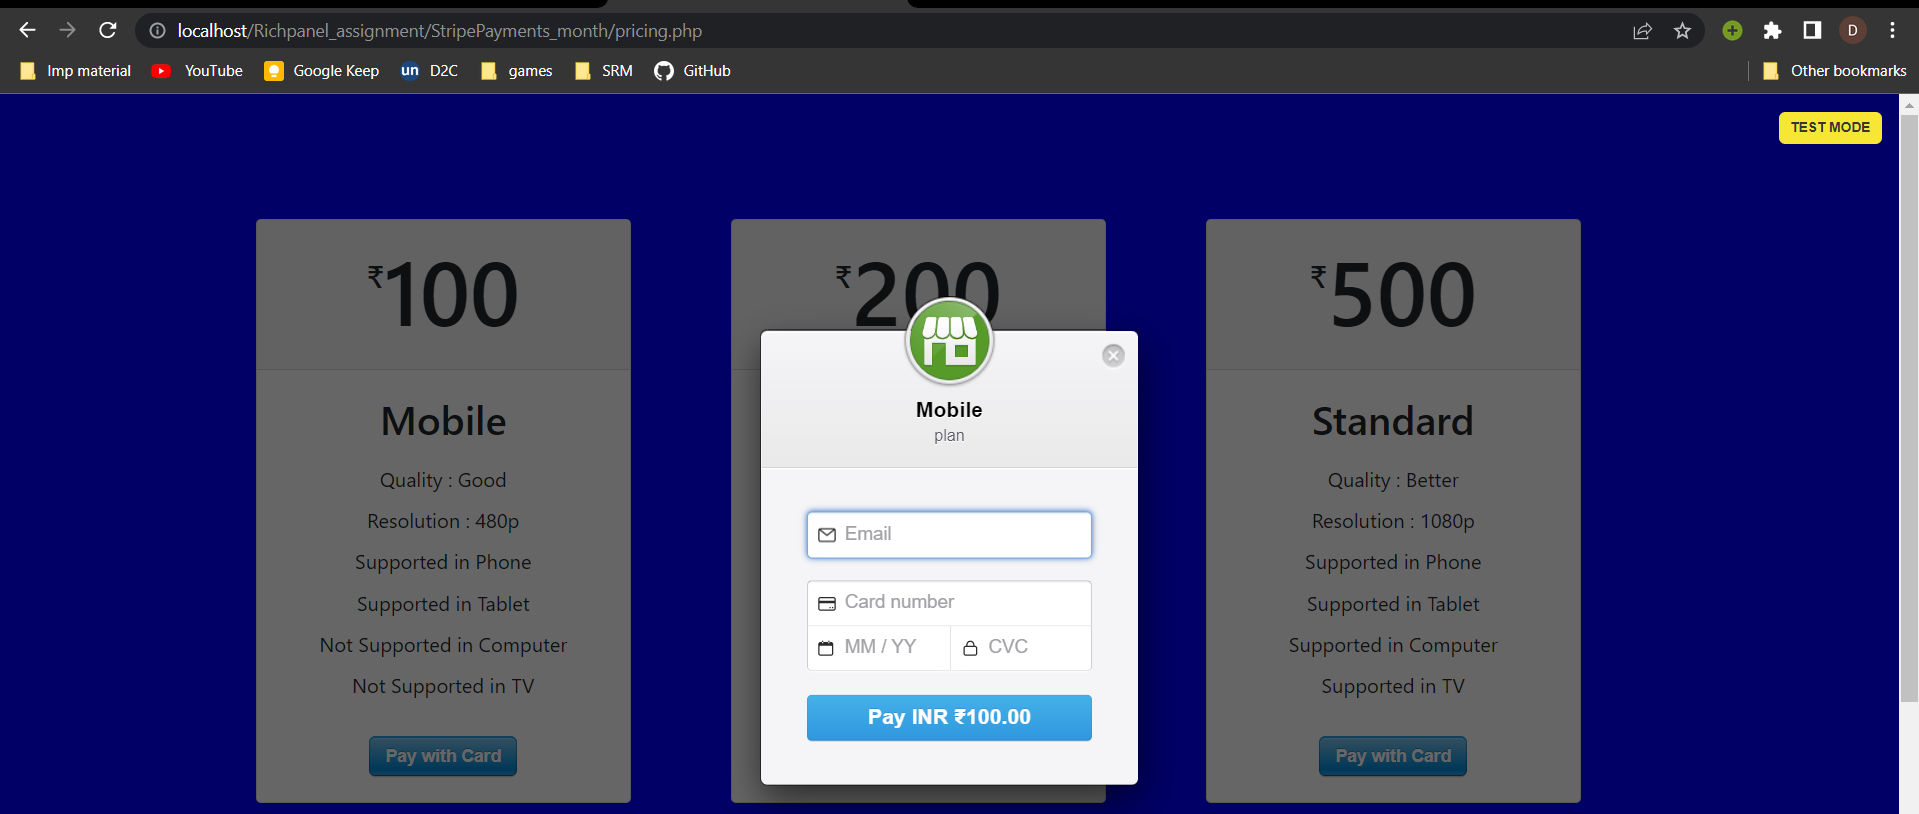 localhost/Richpanel_assignment/StripePayments_month/pricing.php
D
Imp material YouTube Google Keep un D2C games SRM GitHub Other bookmarks
TEST MODE
₹100
Mobile
Quality : Good
Resolution : 480p
Supported in Phone
Supported in Tablet
Not Supported in Computer
Not Supported in TV
Pay with Card
₹200
Mobile
plan
Email
Card number
MM / YY CVC
Pay INR ₹100.00
₹500
Standard
Quality : Better
Resolution : 1080p
Supported in Phone
Supported in Tablet
Supported in Computer
Supported in TV
Pay with Card